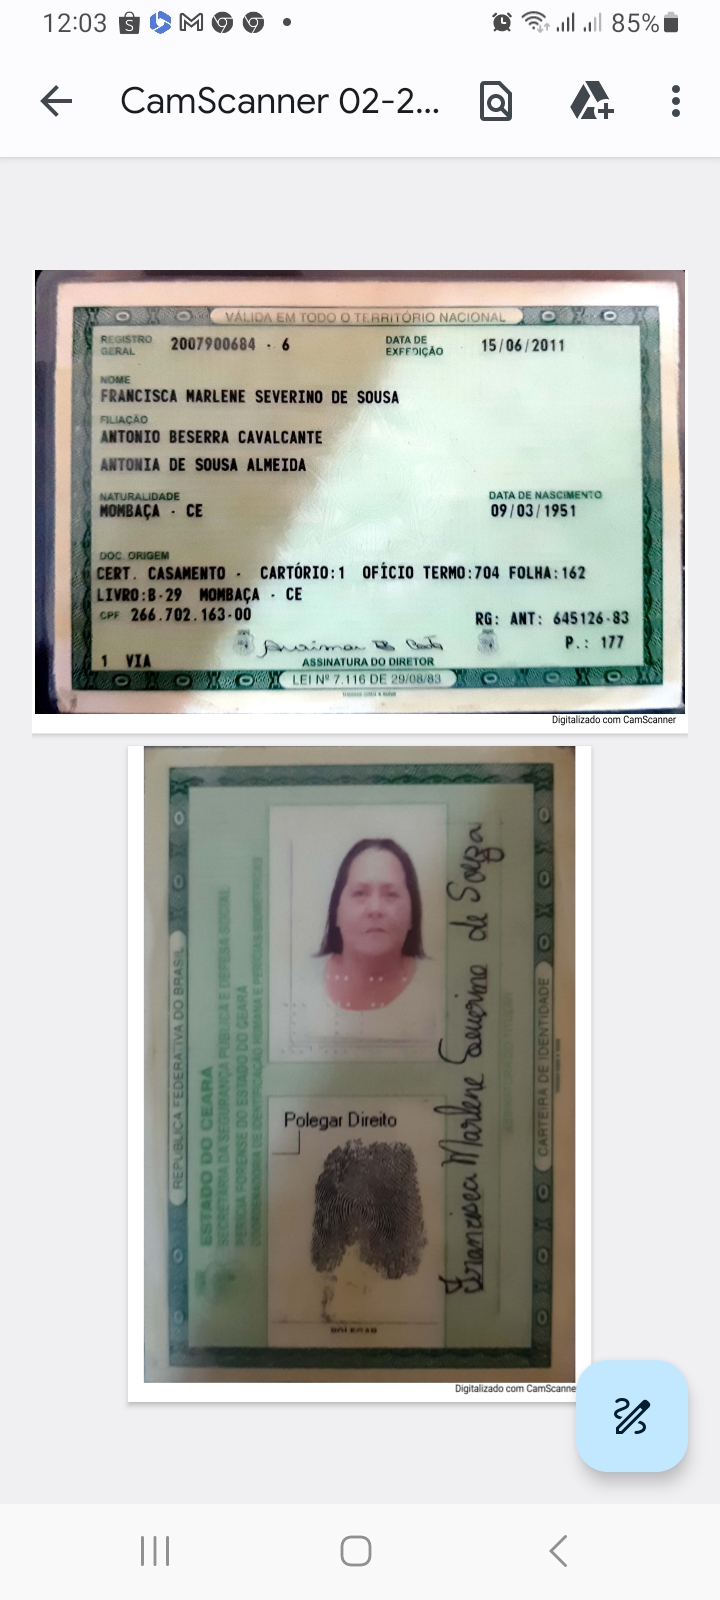 12:03
85%
CamScanner 02-2...
VÁLIDA EM TODO O TERRITÓRIO NACIONAL
REGISTRO GERAL 2007900684 - 6 DATA DE EXPEDIÇÃO 15/06/2011
NOME
FRANCISCA MARLENE SEVERINO DE SOUSA
FILIAÇÃO
ANTONIO BESERRA CAVALCANTE
ANTONIA DE SOUSA ALMEIDA
NATURALIDADE DATA DE NASCIMENTO
MOMBAÇA - CE 09/03/1951
DOC. ORIGEM
CERT. CASAMENTO - CARTÓRIO:1 OFÍCIO TERMO:704 FOLHA:162
LIVRO:B-29 MOMBAÇA - CE
CPF 266.702.163-00 RG: ANT: 645126-83
P.: 177
1 VIA
ASSINATURA DO DIRETOR
LEI Nº 7.116 DE 29/08/83
Digitalizado com CamScanner
REPÚBLICA FEDERATIVA DO BRASIL
ESTADO DO CEARÁ
SECRETARIA DA SEGURANÇA PÚBLICA E DEFESA SOCIAL
PERÍCIA FORENSE DO ESTADO DO CEARÁ
COORDENADORIA DE IDENTIFICAÇÃO HUMANA E PERÍCIAS BIOMÉTRICAS
Polegar Direito
POLEGAR
Francisca Marlene Severino de Souza
CARTEIRA DE IDENTIDADE
Digitalizado com CamScanne